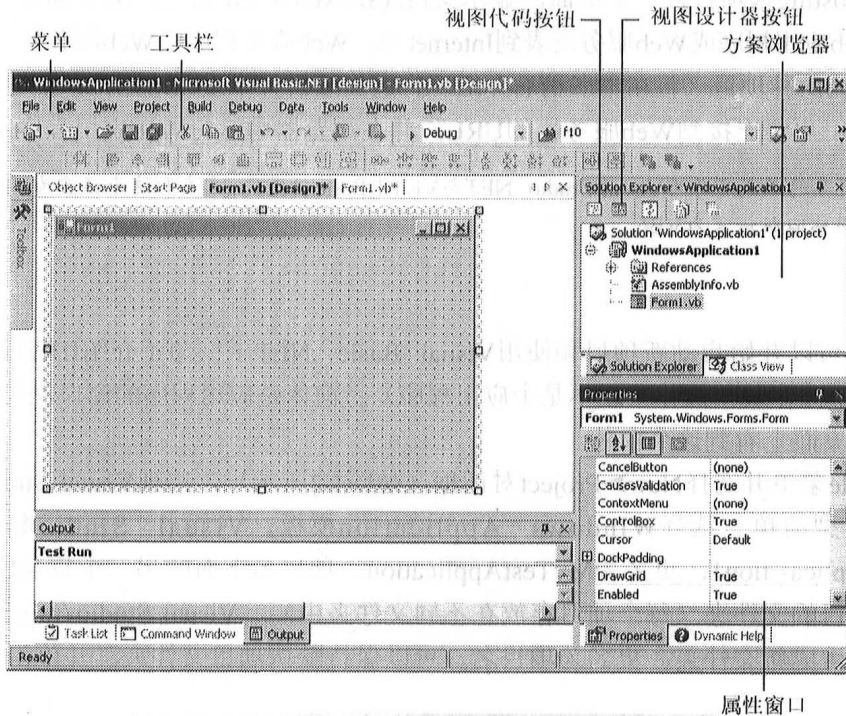 视图代码按钮
视图设计器按钮
菜单
工具栏
方案浏览器
WindowsApplication1 - Microsoft Visual Basic.NET [design] - Form1.vb [Design]*
File Edit View Project Build Debug Data Tools Window Help
Debug
f10
Object Browser
Start Page
Form1.vb [Design]*
Form1.vb*
Solution Explorer - WindowsApplication1
Toolbox
Form1
Solution 'WindowsApplication1' (1 project)
WindowsApplication1
References
AssemblyInfo.vb
Form1.vb
Solution Explorer
Class View
Properties
Form1 System.Windows.Forms.Form
CancelButton (none)
CausesValidation True
ContextMenu (none)
ControlBox True
Cursor Default
DockPadding
DrawGrid True
Enabled True
Output
Test Run
Task List
Command Window
Output
Properties
Dynamic Help
Ready
属性窗口